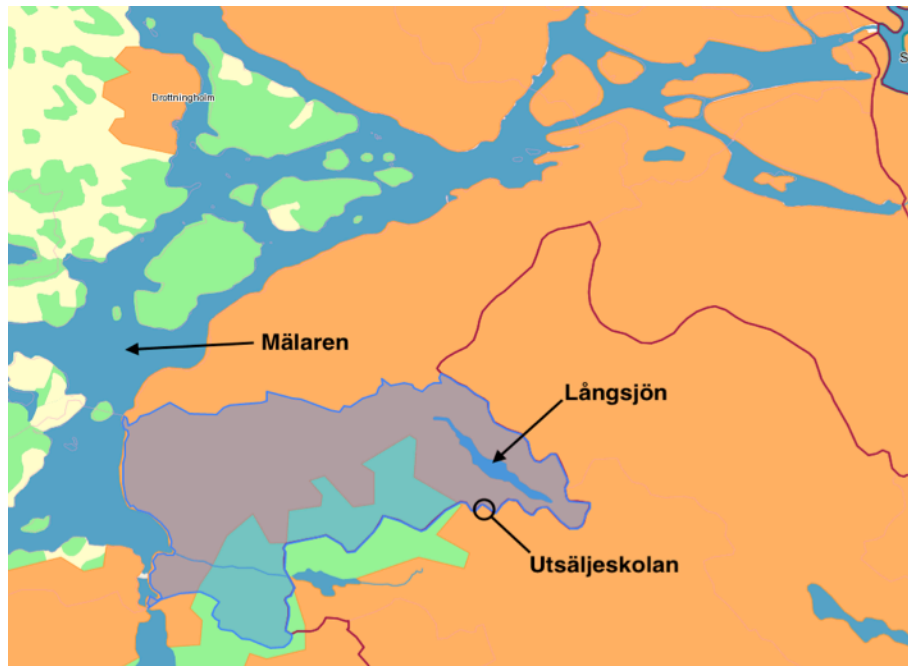 S
Drottningholm
Mälaren
Långsjön
Utsäljeskolan